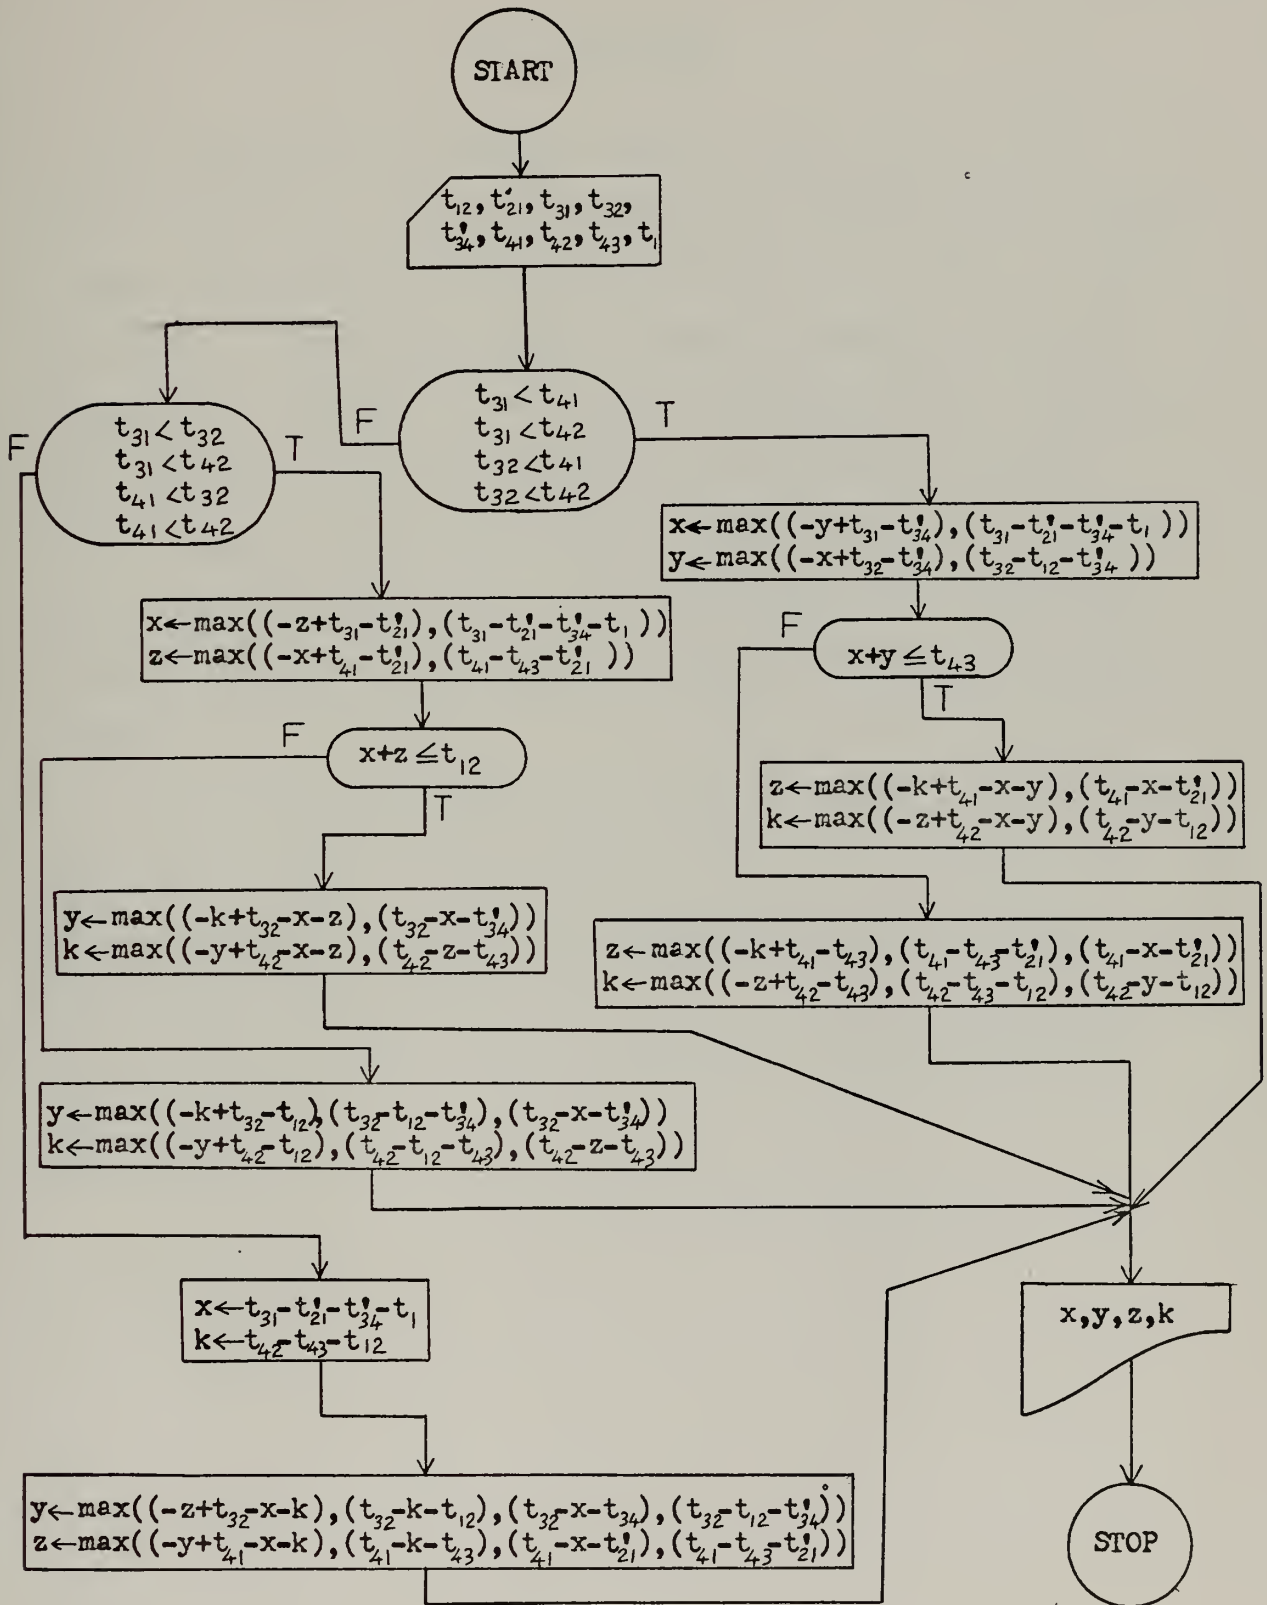 START
t₁₂, t'₂₁, t₃₁, t₃₂,
t'₃₄, t₄₁, t₄₂, t₄₃, t₁
t₃₁<t₄₁
t₃₁<t₄₂
t₃₂<t₄₁
t₃₂<t₄₂
F
T
t₃₁<t₃₂
t₃₁<t₄₂
t₄₁<t₃₂
t₄₁<t₄₂
F
T
x←max((-y+t₃₁-t'₃₄),(t₃₁-t'₂₁-t'₃₄-t₁ ))
y←max((-x+t₃₂-t'₃₄),(t₃₂-t₁₂-t'₃₄ ))
x←max((-z+t₃₁-t'₂₁),(t₃₁-t'₂₁-t'₃₄-t₁ ))
z←max((-x+t₄₁-t'₂₁),(t₄₁-t₄₃-t'₂₁ ))
F
x+y≦t₄₃
T
F
x+z≦t₁₂
T
z←max((-k+t₄₁-x-y),(t₄₁-x-t'₂₁))
k←max((-z+t₄₂-x-y),(t₄₂-y-t₁₂))
y←max((-k+t₃₂-x-z),(t₃₂-x-t'₃₄))
k←max((-y+t₄₂-x-z),(t₄₂-z-t₄₃))
z←max((-k+t₄₁-t₄₃),(t₄₁-t₄₃-t'₂₁),(t₄₁-x-t'₂₁))
k←max((-z+t₄₂-t₄₃),(t₄₂-t₄₃-t₁₂),(t₄₂-y-t₁₂))
y←max((-k+t₃₂-t₁₂),(t₃₂-t₁₂-t'₃₄),(t₃₂-x-t'₃₄))
k←max((-y+t₄₂-t₁₂),(t₄₂-t₁₂-t₄₃),(t₄₂-z-t₄₃))
x←t₃₁-t'₂₁-t'₃₄-t₁
k←t₄₂-t₄₃-t₁₂
x,y,z,k
y←max((-z+t₃₂-x-k),(t₃₂-k-t₁₂),(t₃₂-x-t₃₄),(t₃₂-t₁₂-t'₃₄))
z←max((-y+t₄₁-x-k),(t₄₁-k-t₄₃),(t₄₁-x-t'₂₁),(t₄₁-t₄₃-t'₂₁))
STOP